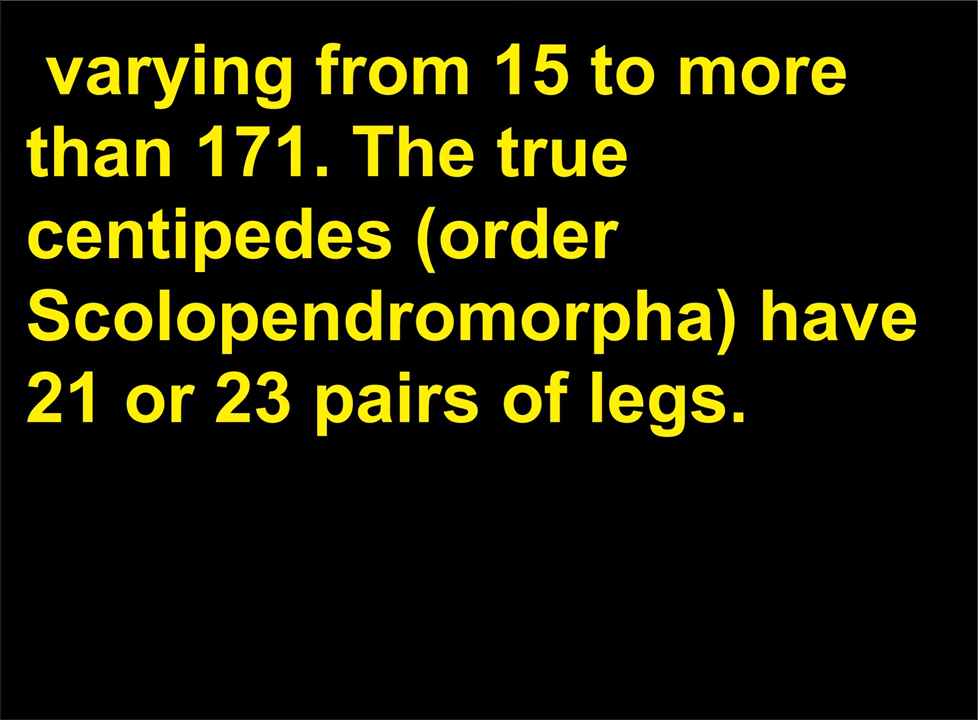 varying from 15 to more
than 171. The true
centipedes (order
Scolopendromorpha) have
21 or 23 pairs of legs.